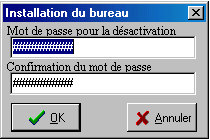 Installation du bureau
Mot de passe pour la désactivation
##############
Confirmation du mot de passe
##############
OK
Annuler